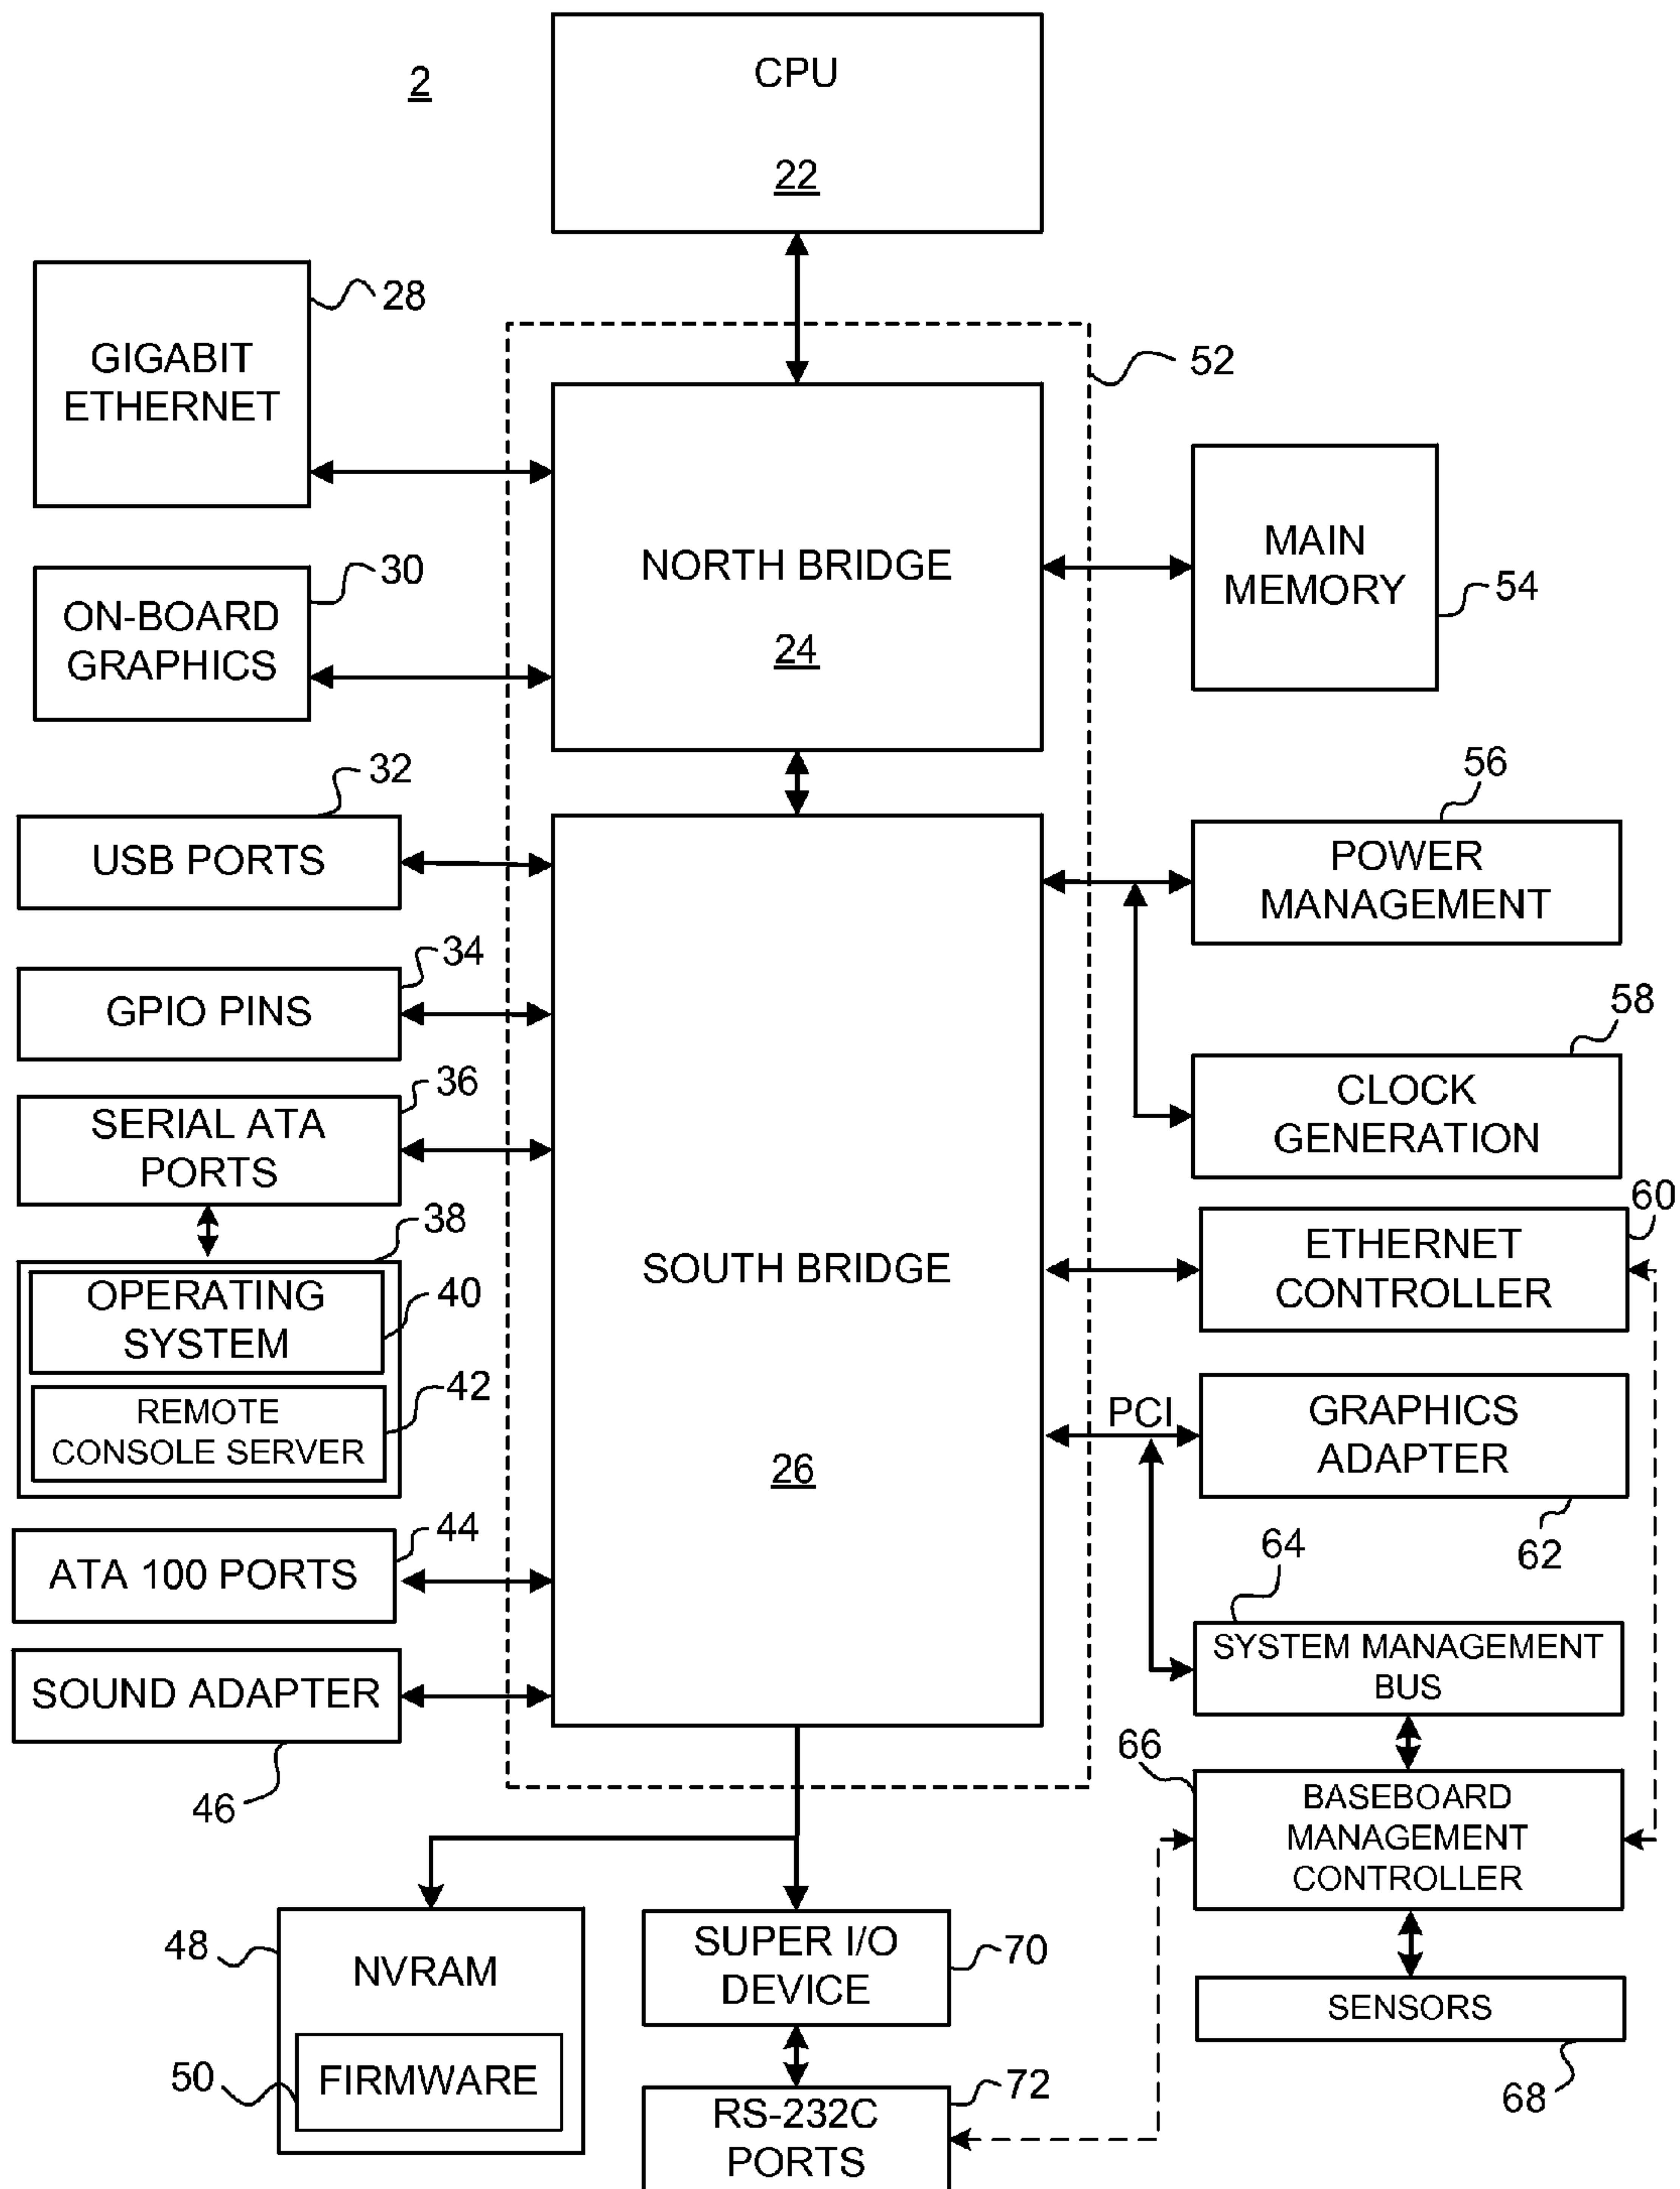 2
CPU
22
GIGABIT
ETHERNET
28
52
NORTH BRIDGE
24
MAIN
MEMORY
54
ON-BOARD
GRAPHICS
30
32
USB PORTS
56
POWER
MANAGEMENT
34
GPIO PINS
58
CLOCK
GENERATION
36
SERIAL ATA
PORTS
38
OPERATING
SYSTEM
40
REMOTE
CONSOLE SERVER
42
SOUTH BRIDGE
26
60
ETHERNET
CONTROLLER
PCI
GRAPHICS
ADAPTER
62
44
ATA 100 PORTS
SOUND ADAPTER
46
64
SYSTEM MANAGEMENT
BUS
66
BASEBOARD
MANAGEMENT
CONTROLLER
48
NVRAM
50
FIRMWARE
SUPER I/O
DEVICE
70
SENSORS
68
72
RS-232C
PORTS